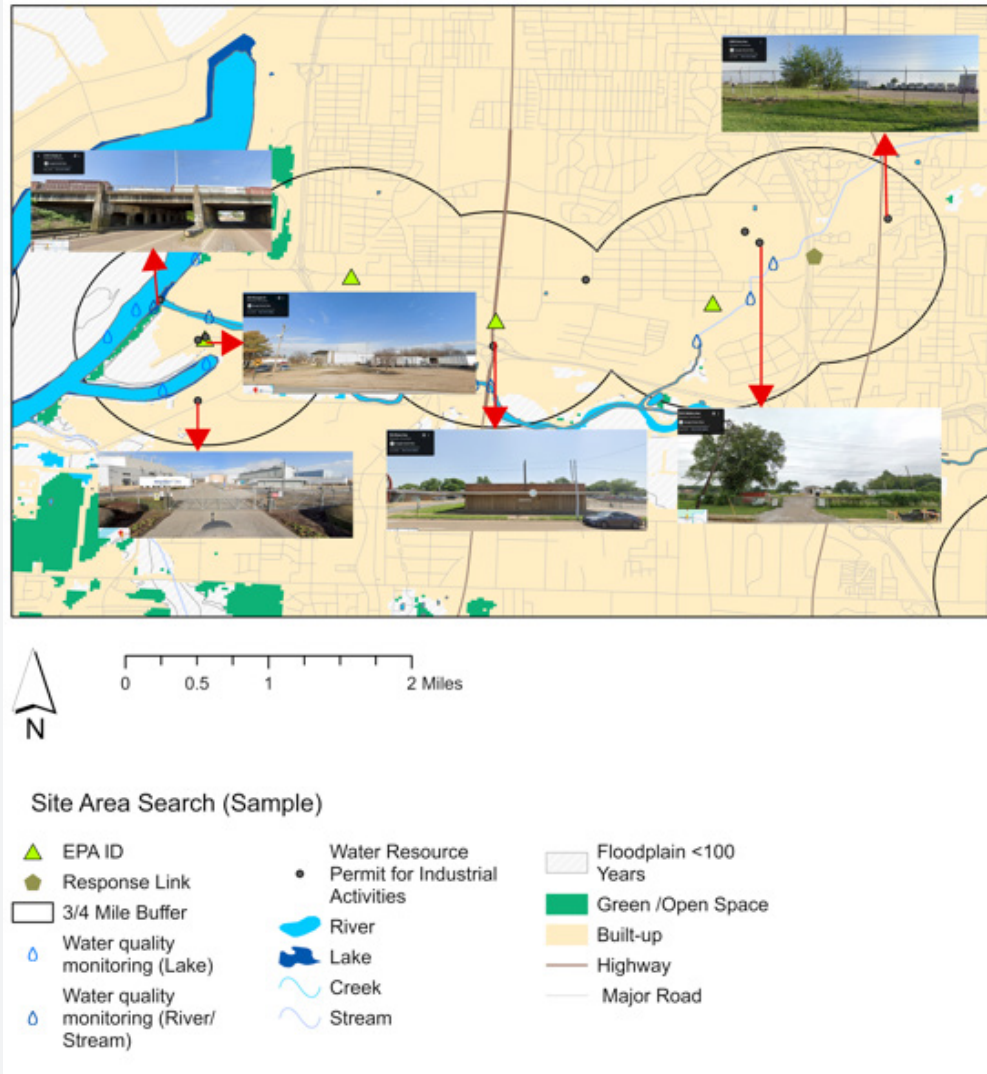 N
0
0.5
1
2 Miles
Site Area Search (Sample)
EPA ID
Response Link
3/4 Mile Buffer
Water quality
monitoring (Lake)
Water quality
monitoring (River/
Stream)
Water Resource
Permit for Industrial
Activities
River
Lake
Creek
Stream
Floodplain <100
Years
Green /Open Space
Built-up
Highway
Major Road